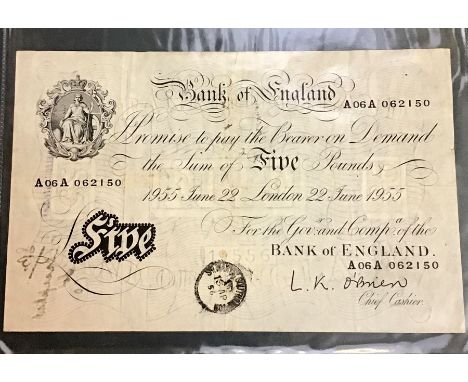 Bank of England
A06A 062150
I Promise to pay the Bearer on Demand
the Sum of Five Pounds
A06A 062150
1955 June 22 London 22 June 1955
For the Govr. and Compa. of the
BANK of ENGLAND.
£5 Five
A06A 062150
L. K. O'Brien
Chief Cashier.